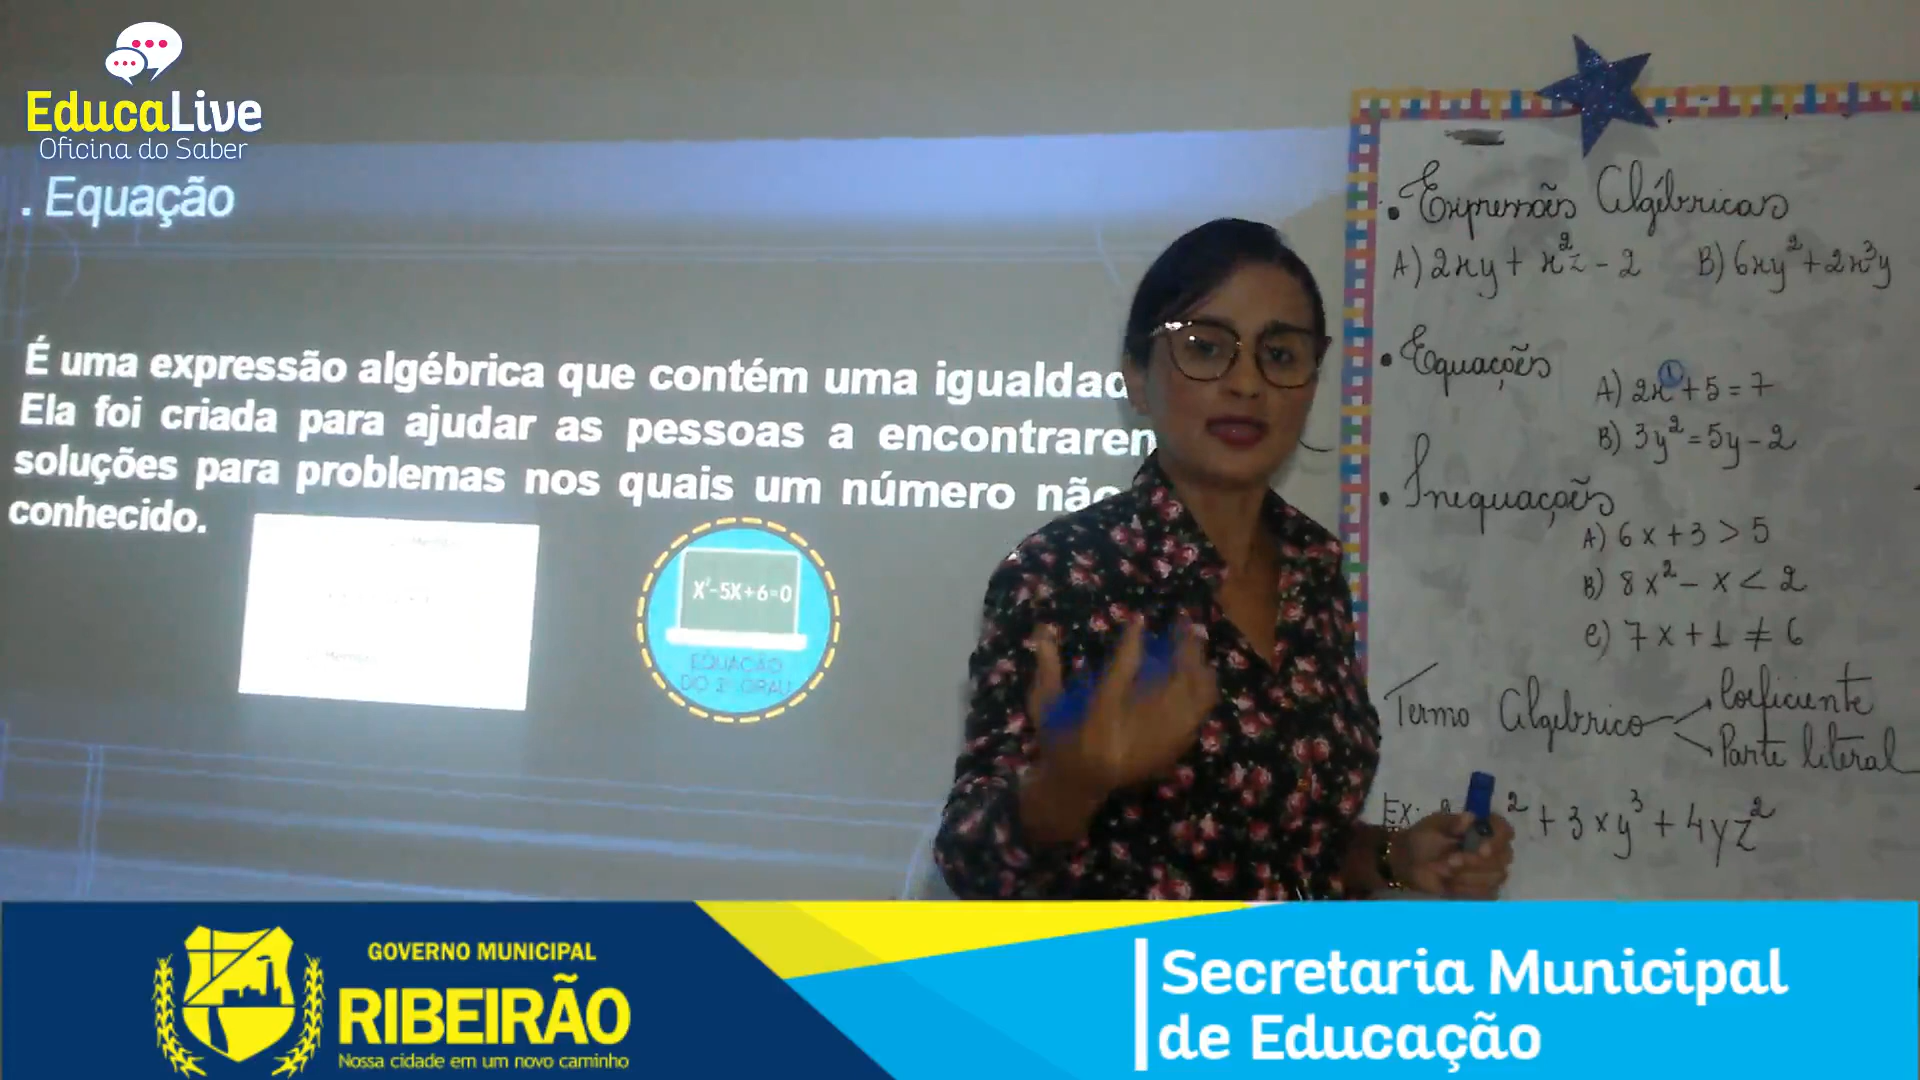 EducaLive
Oficina do Saber
. Equação
É uma expressão algébrica que contém uma igualdad
Ela foi criada para ajudar as pessoas a encontraren
soluções para problemas nos quais um número não
conhecido.
X²-5X+6=0
EQUAÇÃO
DO 2º GRAU
• Expressões Algébricas
A) 2xy + x²z - 2 B) 6xy² + 2x³y
• Equações
A) 2x¹ + 5 = 7
B) 3y² = 5y - 2
• Inequações
A) 6x + 3 > 5
B) 8x² - x < 2
C) 7x + 1 ≠ 6
Termo Algébrico
Coeficiente
Parte literal
Ex: ² + 3xy³ + 4yz²
GOVERNO MUNICIPAL
RIBEIRÃO
Nossa cidade em um novo caminho
Secretaria Municipal
de Educação